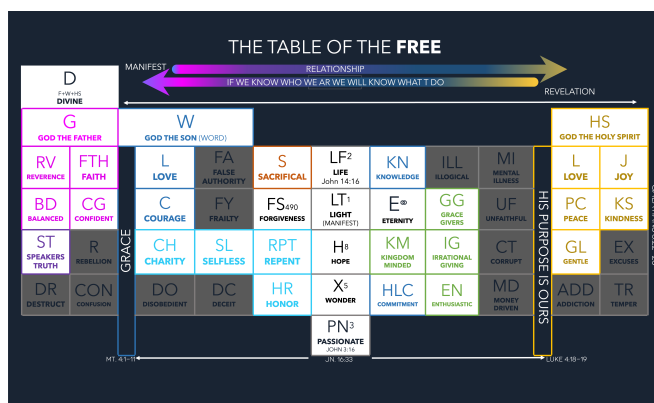 THE TABLE OF THE FREE
MANIFEST
RELATIONSHIP
IF WE KNOW WHO WE AR WE WILL KNOW WHAT T DO
REVELATION
D
F+W+HS
DIVINE
G
GOD THE FATHER
W
GOD THE SON (WORD)
HS
GOD THE HOLY SPIRIT
RV
REVERENCE
FTH
FAITH
L
LOVE
FA
FALSE
AUTHORITY
S
SACRIFICAL
LF2
LIFE
John 14:16
KN
KNOWLEDGE
ILL
ILLOGICAL
MI
MENTAL
ILLNESS
L
LOVE
J
JOY
BD
BALANCED
CG
CONFIDENT
C
COURAGE
FY
FRAILTY
FS490
FORGIVENESS
LT1
LIGHT
(MANIFEST)
E∞
ETERNITY
GG
GRACE
GIVERS
UF
UNFAITHFUL
PC
PEACE
KS
KINDNESS
ST
SPEAKERS
TRUTH
R
REBELLION
CH
CHARITY
SL
SELFLESS
RPT
REPENT
H8
HOPE
KM
KINGDOM
MINDED
IG
IRRATIONAL
GIVING
CT
CORRUPT
GL
GENTLE
EX
EXCUSES
DR
DESTRUCT
CON
CONFUSION
DO
DISOBEDIENT
DC
DECEIT
HR
HONOR
X5
WONDER
HLC
COMMITMENT
EN
ENTHUSIASTIC
MD
MONEY
DRIVEN
ADD
ADDICTION
TR
TEMPER
GRACE
HIS PURPOSE IS OURS
PN3
PASSIONATE
JOHN 3:16
MT. 4:1–11
JN. 16:33
LUKE 4:18–19